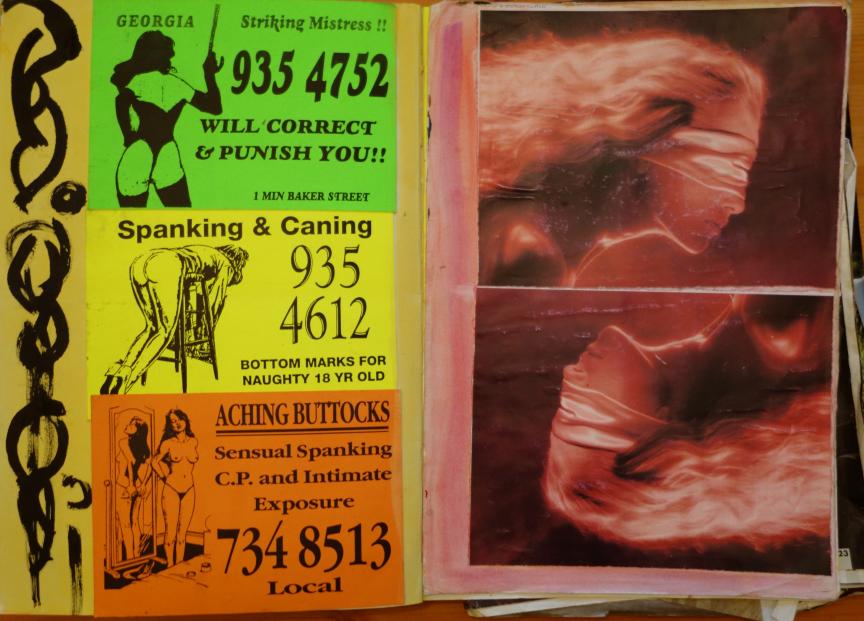 GEORGIA Striking Mistress !!
935 4752
WILL CORRECT
& PUNISH YOU!!
1 MIN BAKER STREET
Spanking & Caning
935
4612
BOTTOM MARKS FOR
NAUGHTY 18 YR OLD
ACHING BUTTOCKS
Sensual Spanking
C.P. and Intimate
Exposure
734 8513
Local
23